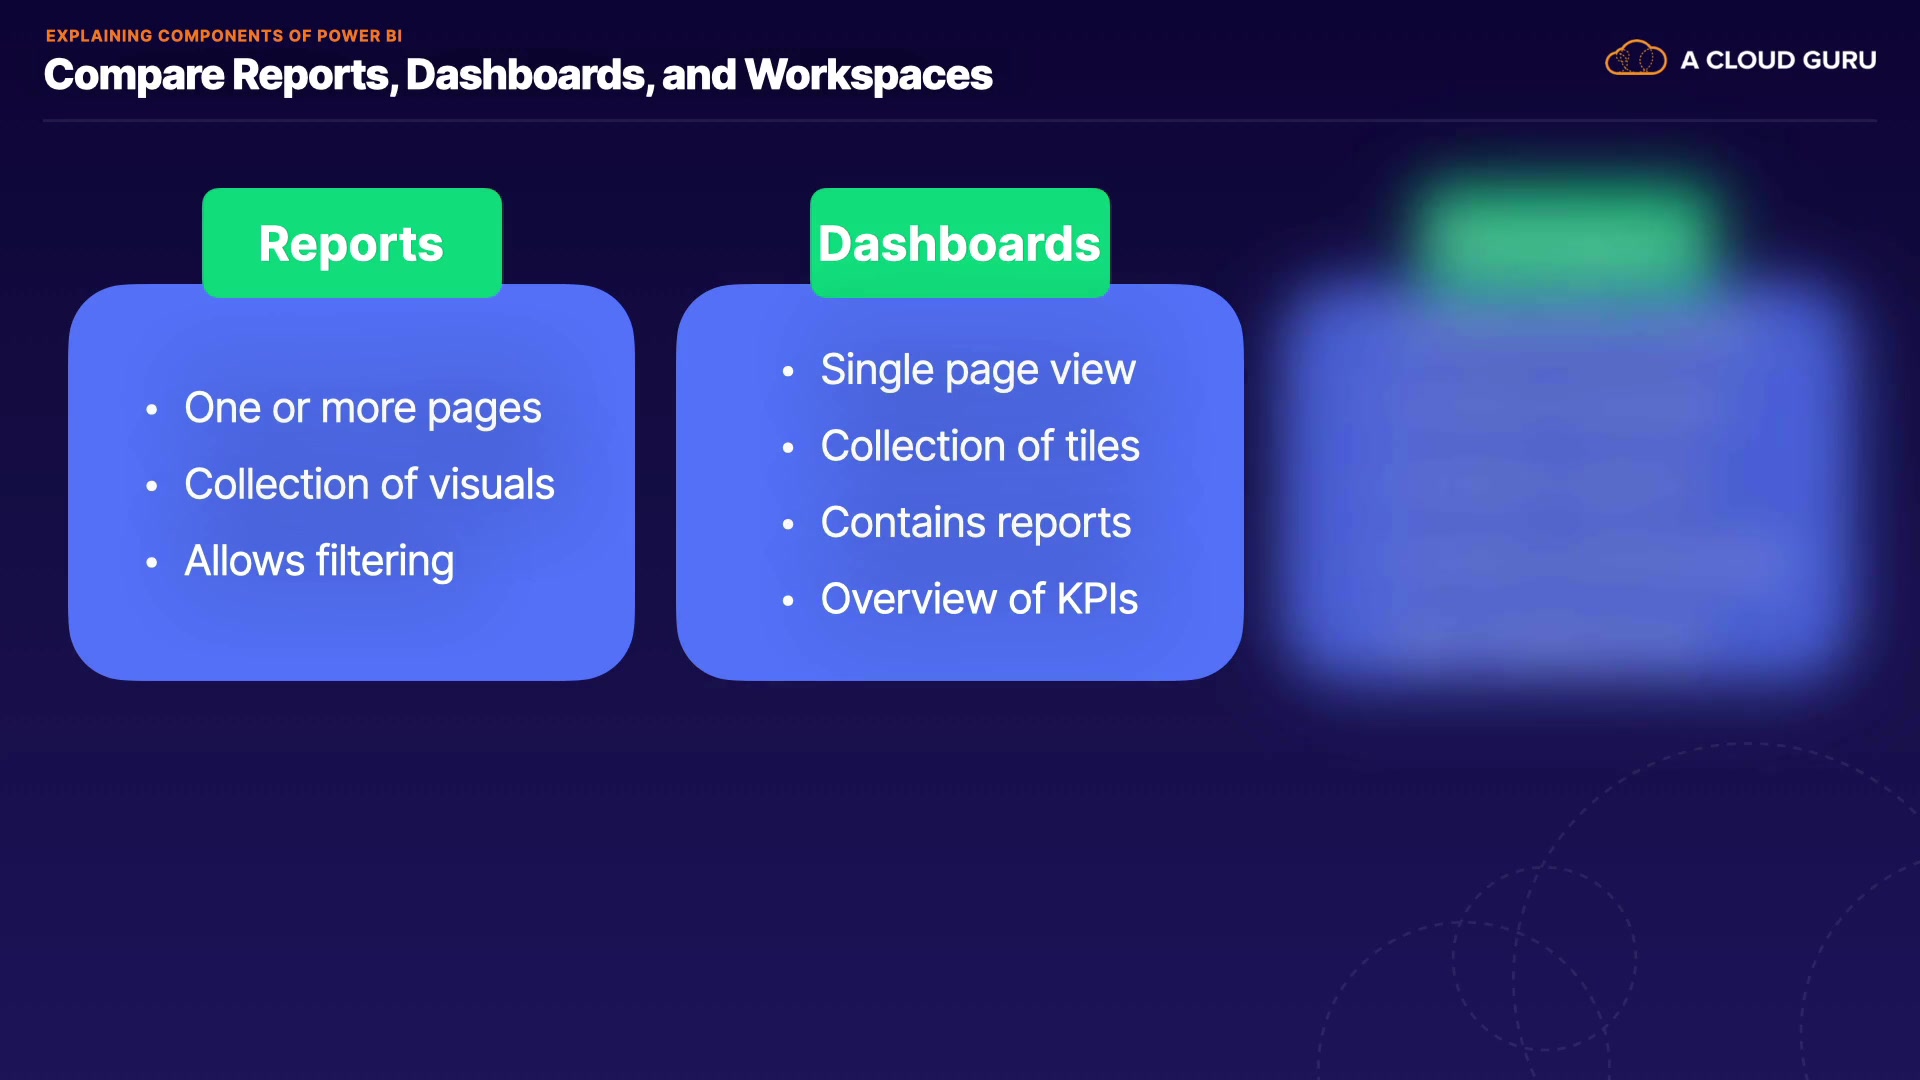 EXPLAINING COMPONENTS OF POWER BI
Compare Reports, Dashboards, and Workspaces
A CLOUD GURU
Reports
• One or more pages
• Collection of visuals
• Allows filtering
Dashboards
• Single page view
• Collection of tiles
• Contains reports
• Overview of KPIs